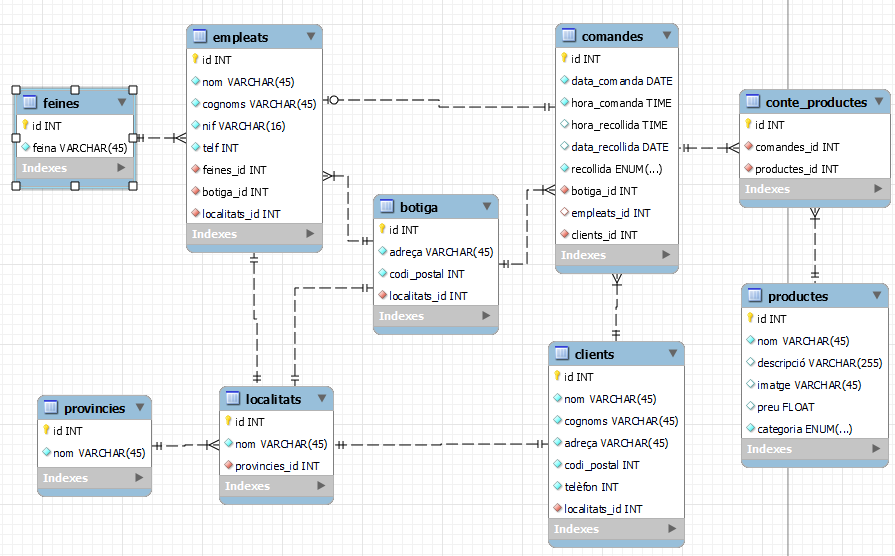 feines
id INT
feina VARCHAR(45)
Indexes
empleats
id INT
nom VARCHAR(45)
cognoms VARCHAR(45)
nif VARCHAR(16)
telf INT
feines_id INT
botiga_id INT
localitats_id INT
Indexes
comandes
id INT
data_comanda DATE
hora_comanda TIME
hora_recollida TIME
data_recollida DATE
recollida ENUM(...)
botiga_id INT
empleats_id INT
clients_id INT
Indexes
conte_productes
id INT
comandes_id INT
productes_id INT
Indexes
botiga
id INT
adreça VARCHAR(45)
codi_postal INT
localitats_id INT
Indexes
productes
id INT
nom VARCHAR(45)
descripció VARCHAR(255)
imatge VARCHAR(45)
preu FLOAT
categoria ENUM(...)
Indexes
provincies
id INT
nom VARCHAR(45)
Indexes
localitats
id INT
nom VARCHAR(45)
provincies_id INT
Indexes
clients
id INT
nom VARCHAR(45)
cognoms VARCHAR(45)
adreça VARCHAR(45)
codi_postal INT
telèfon INT
localitats_id INT
Indexes